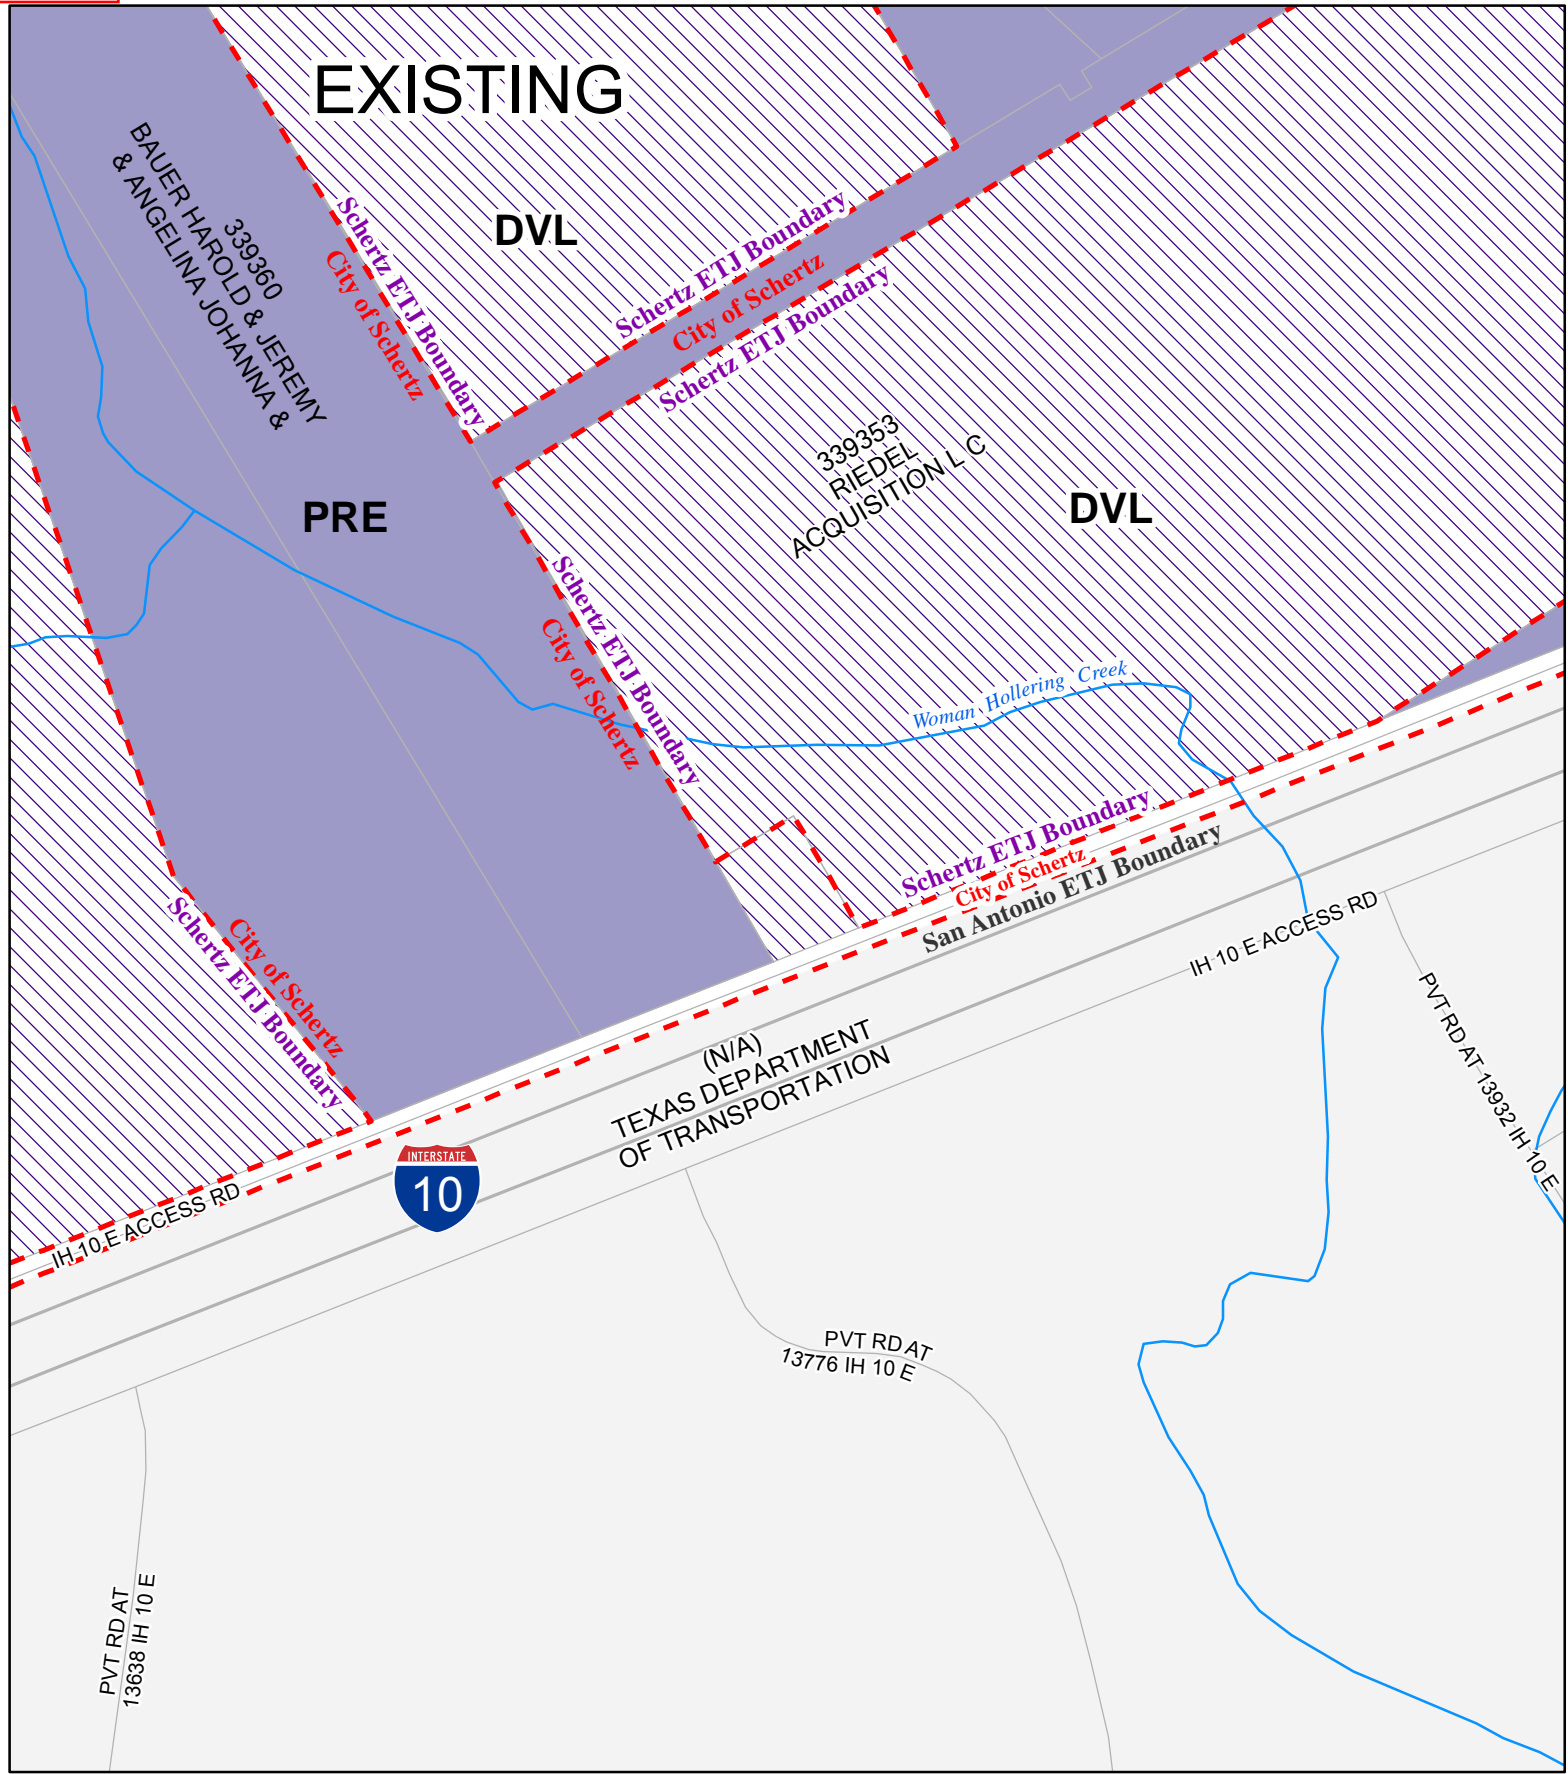 EXISTING
339360
BAUER HAROLD & JEREMY
& ANGELINA JOHANNA &
DVL
Schertz ETJ Boundary
City of Schertz
Schertz ETJ Boundary
City of Schertz
Schertz ETJ Boundary
339353
RIEDEL
ACQUISITION L C
PRE
DVL
Schertz ETJ Boundary
City of Schertz
Woman Hollering Creek
Schertz ETJ Boundary
City of Schertz
San Antonio ETJ Boundary
City of Schertz
Schertz ETJ Boundary
IH 10 E ACCESS RD
PVT RD AT 13932 IH 10 E
(N/A)
TEXAS DEPARTMENT
OF TRANSPORTATION
INTERSTATE
10
IH 10 E ACCESS RD
PVT RD AT
13776 IH 10 E
PVT RD AT
13638 IH 10 E